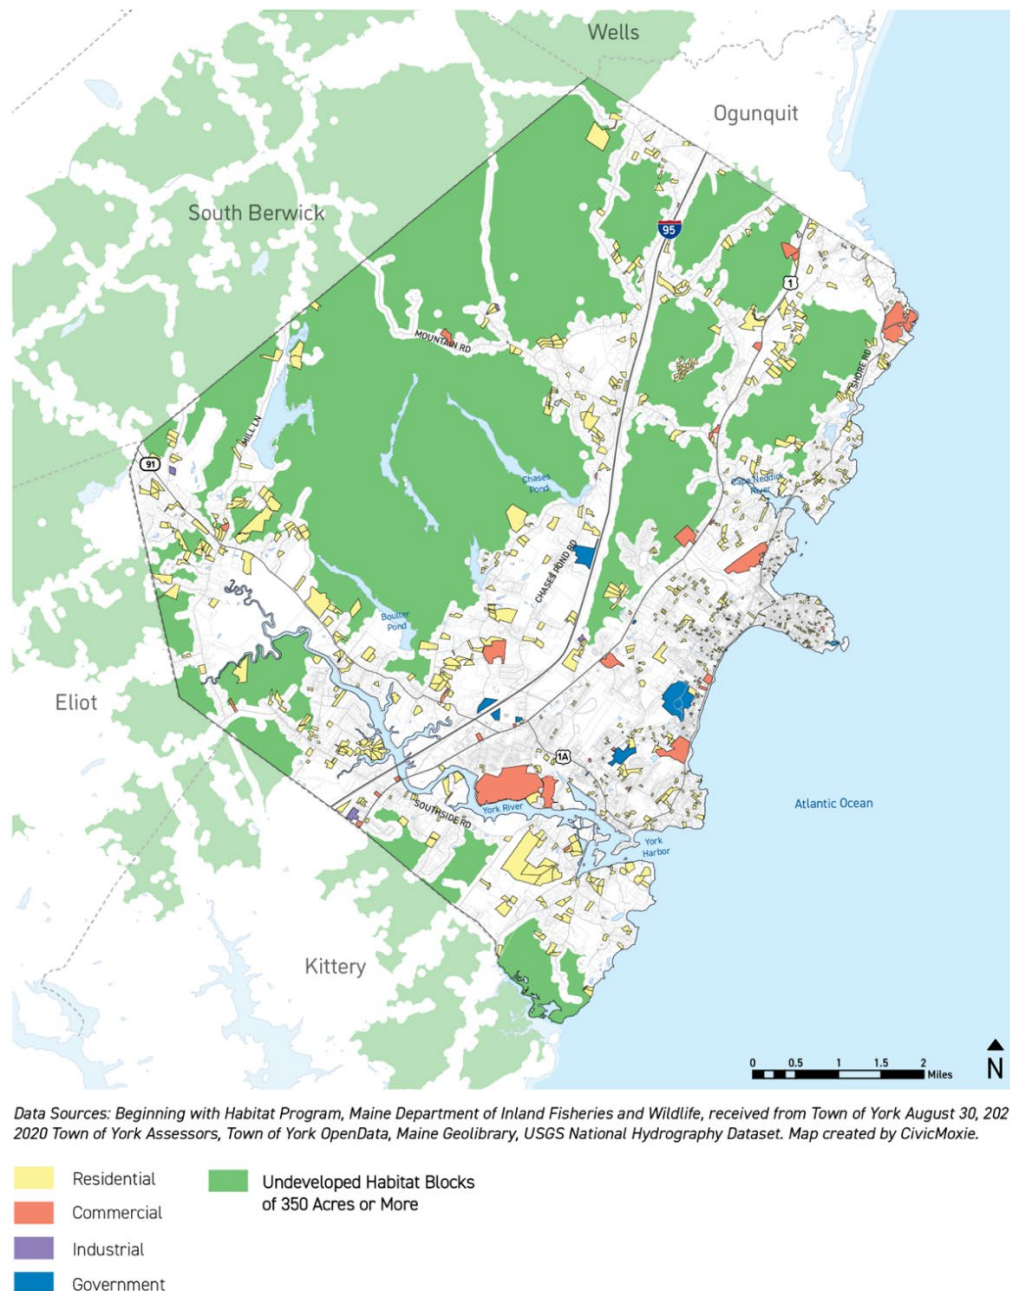 Wells
Ogunquit
South Berwick
95
1
MOUNTAIN RD
SHORE RD
MILL LN
91
Chases
Pond
Cape Neddick
River
CHASES POND RD
Boulter
Pond
Eliot
1A
Atlantic Ocean
York River
SOUTHSIDE RD
York
Harbor
Kittery
0 0.5 1 1.5 2
Miles
N
Data Sources: Beginning with Habitat Program, Maine Department of Inland Fisheries and Wildlife, received from Town of York August 30, 202
2020 Town of York Assessors, Town of York OpenData, Maine Geolibrary, USGS National Hydrography Dataset. Map created by CivicMoxie.
Residential
Undeveloped Habitat Blocks
of 350 Acres or More
Commercial
Industrial
Government